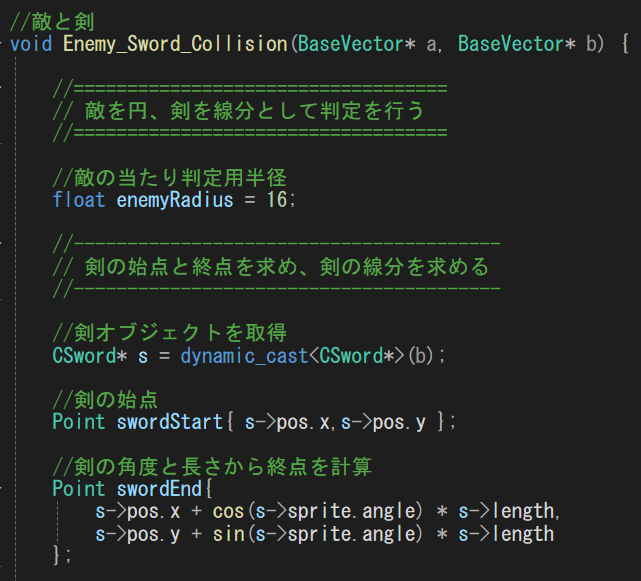 //敵と剣
void Enemy_Sword_Collision(BaseVector* a, BaseVector* b) {
//===================================
// 敵を円、剣を線分として判定を行う
//===================================
//敵の当たり判定用半径
float enemyRadius = 16;
//----------------------------------------
// 剣の始点と終点を求め、剣の線分を求める
//----------------------------------------
//剣オブジェクトを取得
CSword* s = dynamic_cast<CSword*>(b);
//剣の始点
Point swordStart{ s->pos.x,s->pos.y };
//剣の角度と長さから終点を計算
Point swordEnd{
s->pos.x + cos(s->sprite.angle) * s->length,
s->pos.y + sin(s->sprite.angle) * s->length
};